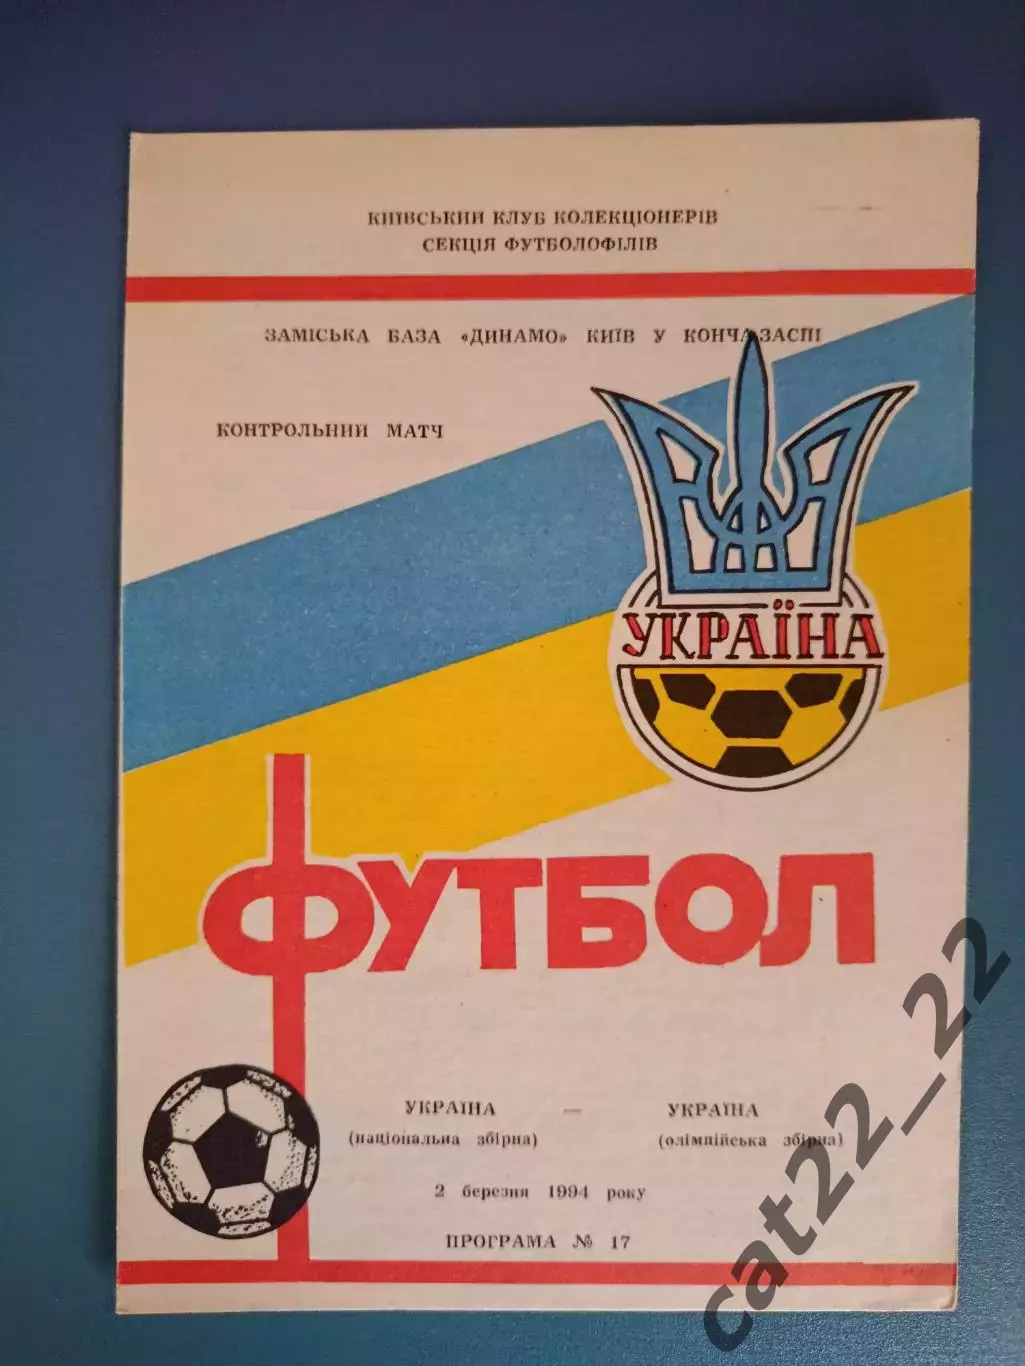 КИЇВСЬКИЙ КЛУБ КОЛЕКЦІОНЕРІВ
СЕКЦІЯ ФУТБОЛОФІЛІВ
ЗАМІСЬКА БАЗА «ДИНАМО» КИЇВ У КОНЧА ЗАСПІ
КОНТРОЛЬНИЙ МАТЧ
УКРАЇНА
ФУТБОЛ
УКРАЇНА — УКРАЇНА
(національна збірна) (олімпійська збірна)
2 березня 1994 року
ПРОГРАМА № 17
cat22_22